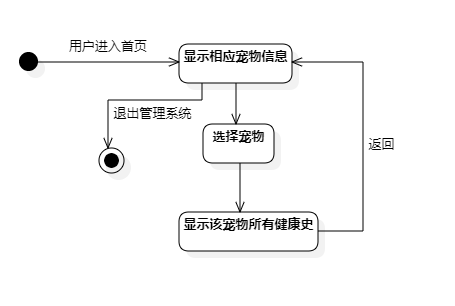 用户进入首页
显示相应宠物信息
退出管理系统
选择宠物
返回
显示该宠物所有健康史